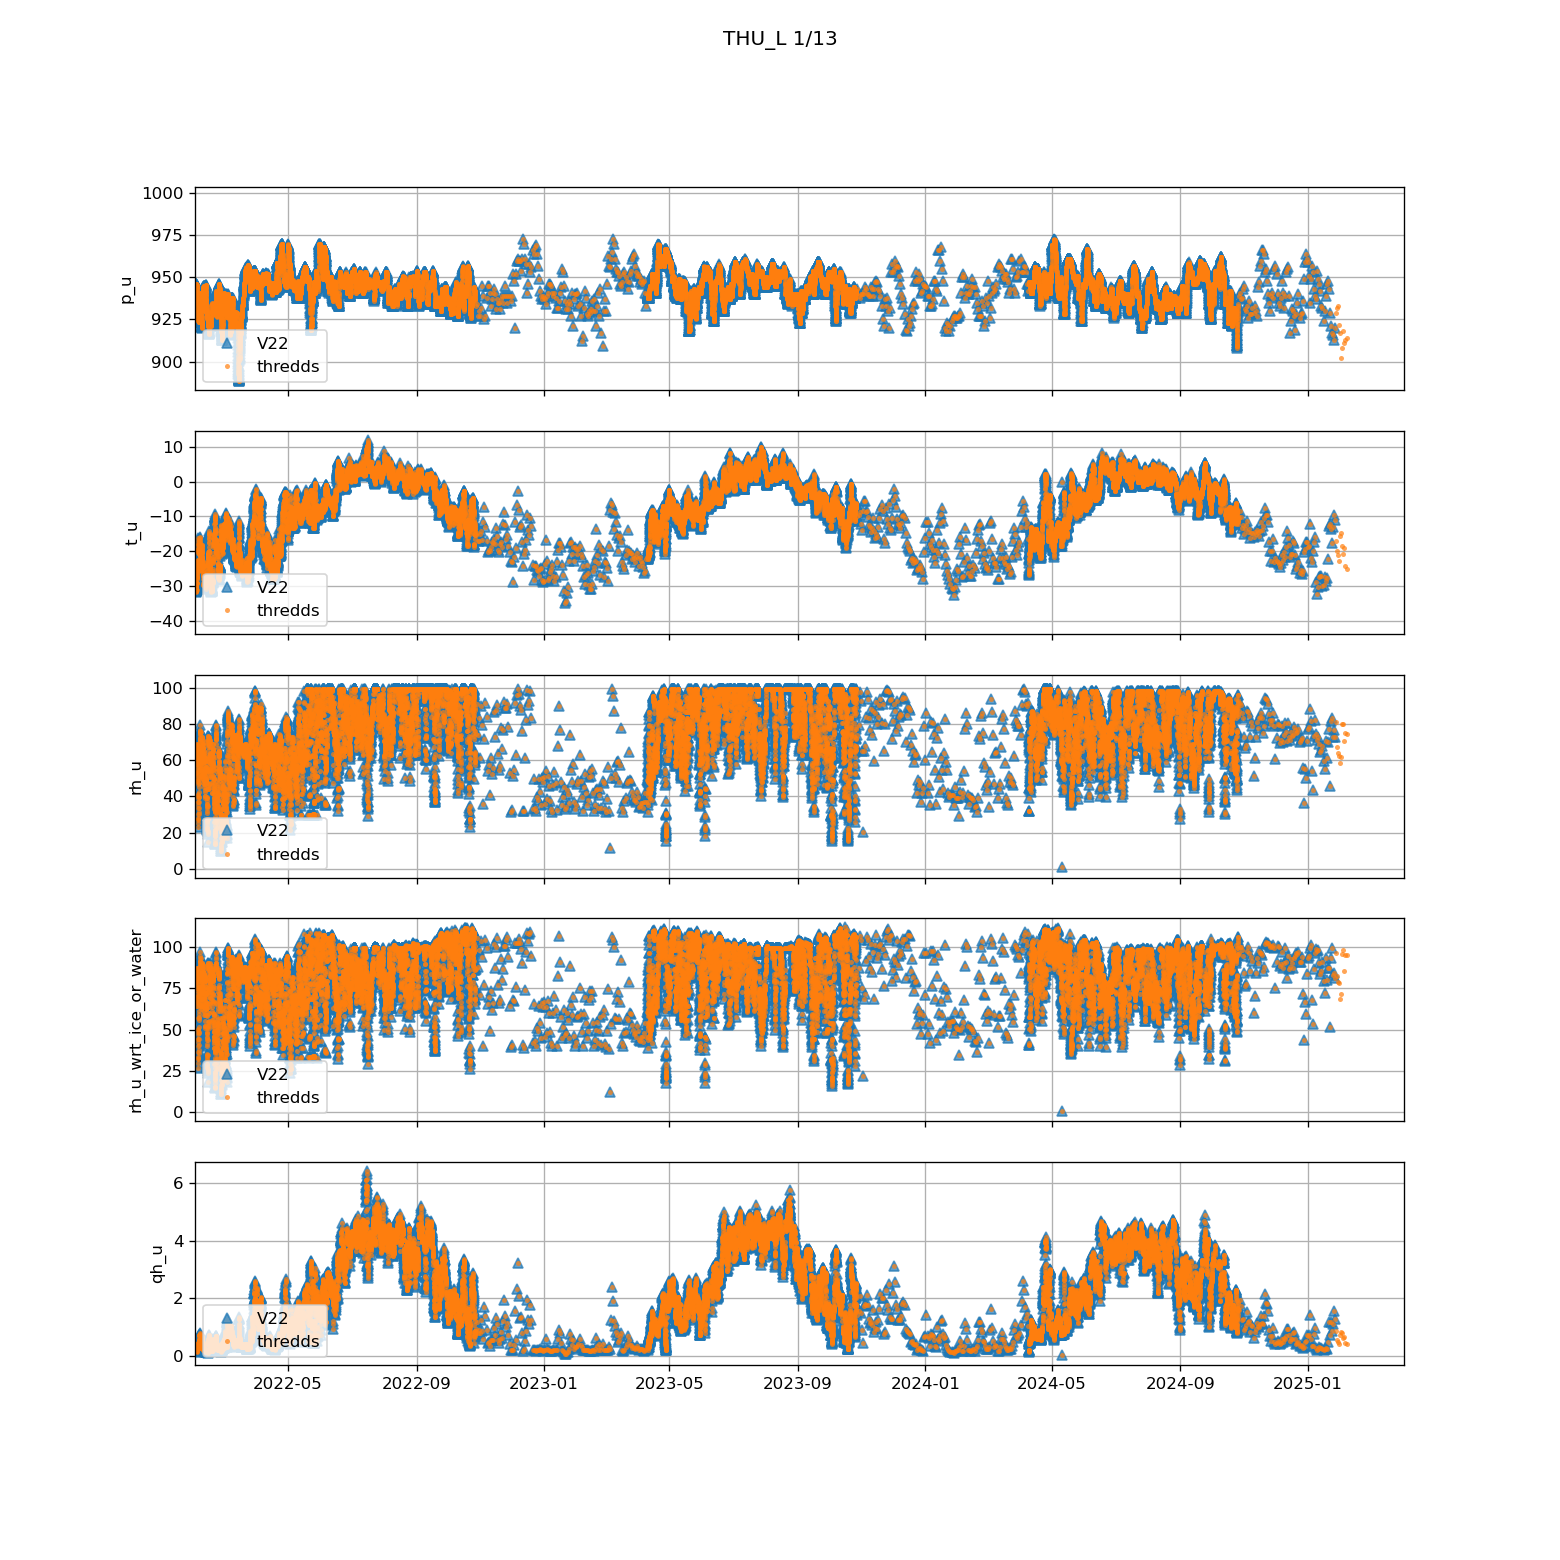 THU_L 1/13
1000
975
950
925
900
p_u
V22
thredds
10
0
−10
−20
−30
−40
t_u
V22
thredds
100
80
60
40
20
0
rh_u
V22
thredds
100
75
50
25
0
rh_u_wrt_ice_or_water
V22
thredds
6
4
2
0
qh_u
V22
thredds
2022-05 2022-09 2023-01 2023-05 2023-09 2024-01 2024-05 2024-09 2025-01